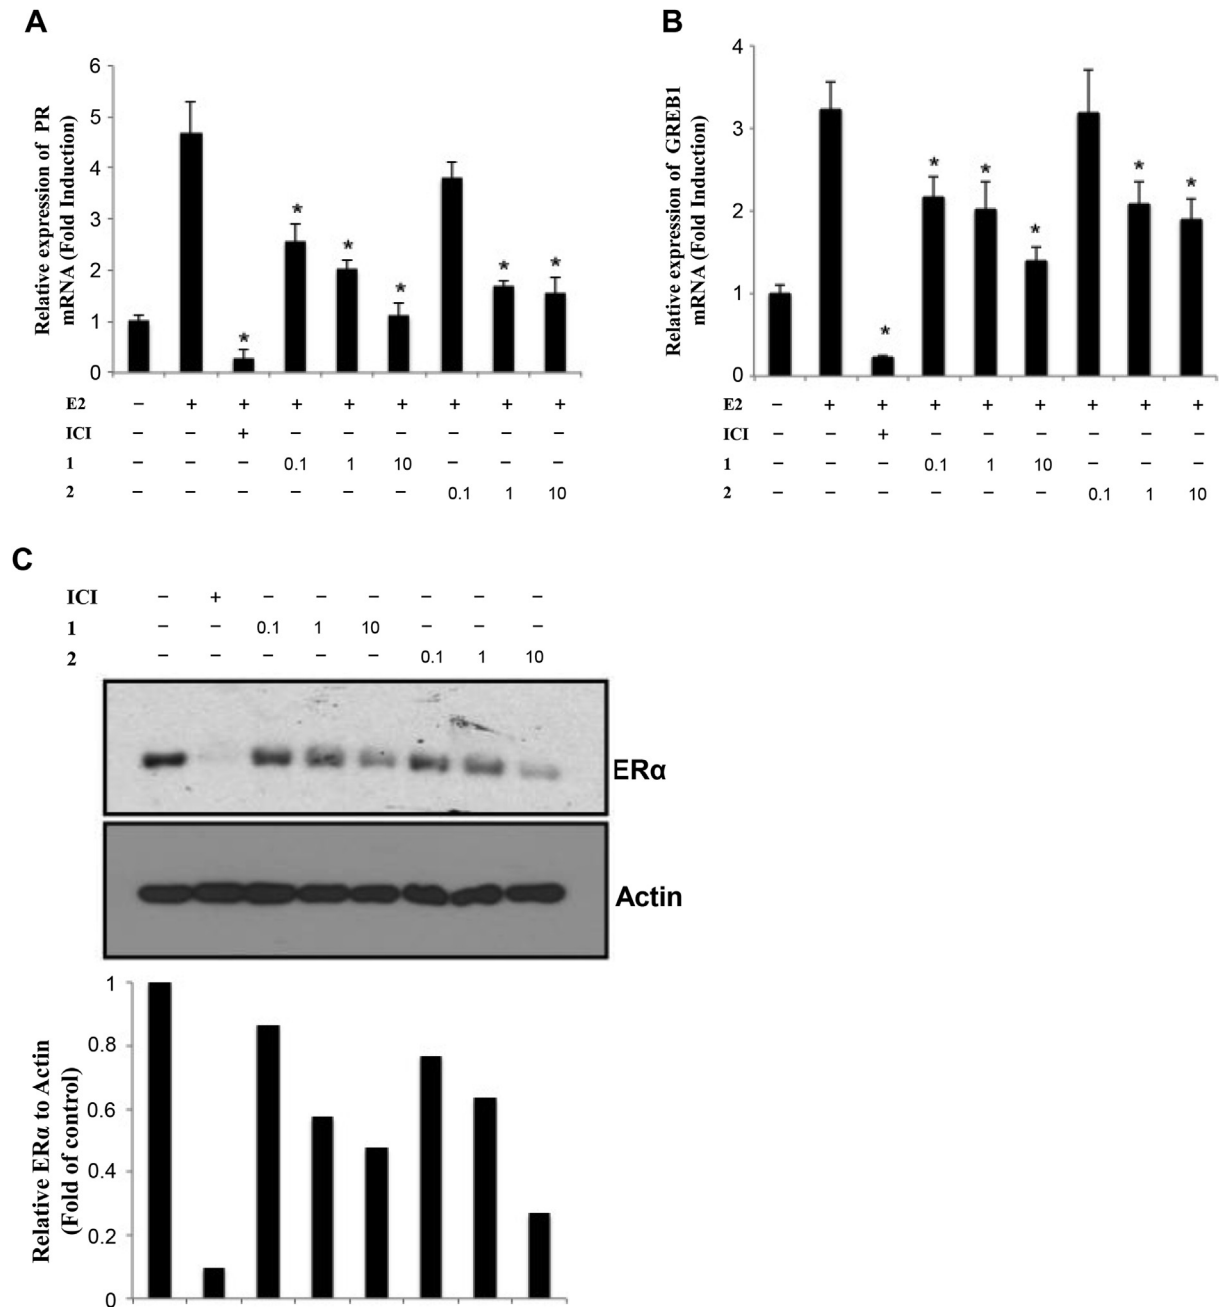 A
Relative expression of PR
mRNA (Fold Induction)
6
5
4
3
2
1
0
* * * * * *
E2 – + + + + + + + +
ICI – – + – – – – – –
1 – – – 0.1 1 10 – – –
2 – – – – – – 0.1 1 10
B
Relative expression of GREB1
mRNA (Fold Induction)
4
3
2
1
0
* * * * * *
E2 – + + + + + + + +
ICI – – + – – – – – –
1 – – – 0.1 1 10 – – –
2 – – – – – – 0.1 1 10
C
ICI – + – – – – – –
1 – – 0.1 1 10 – – –
2 – – – – – 0.1 1 10
ERα
Actin
Relative ERα to Actin
(Fold of control)
1
0.8
0.6
0.4
0.2
0